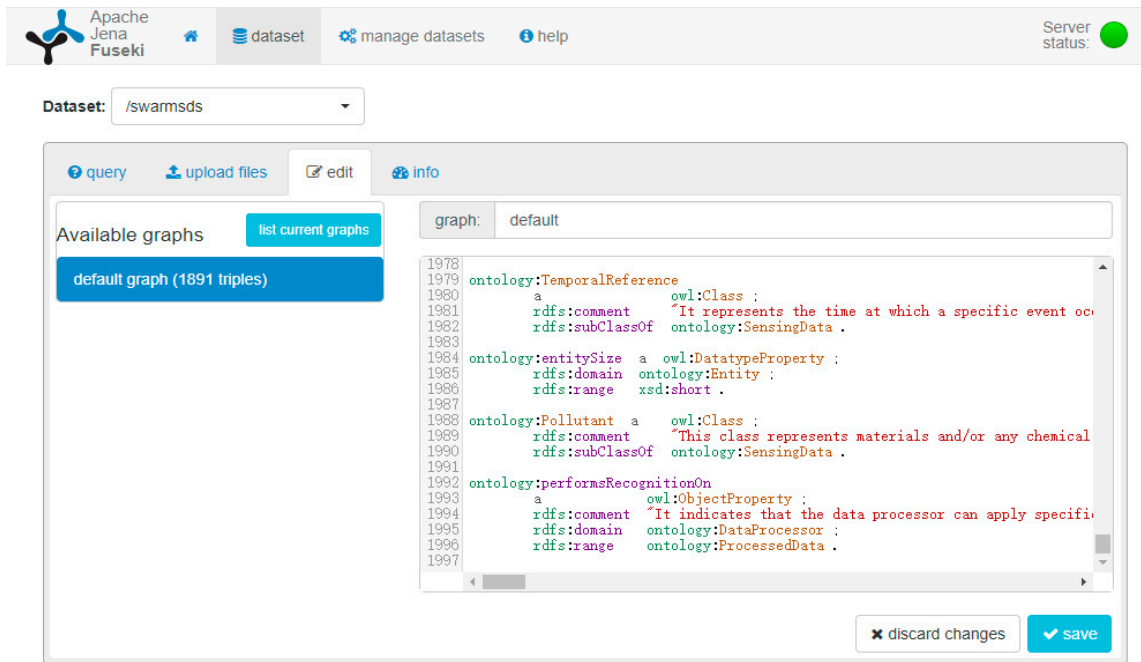 Apache
Jena
Fuseki
dataset
manage datasets
help
Server
status:
Dataset: /swarmsds
query upload files edit info
Available graphs list current graphs
default graph (1891 triples)
graph: default
1978
1979 ontology:TemporalReference
1980 a owl:Class ;
1981 rdfs:comment "It represents the time at which a specific event occ
1982 rdfs:subClassOf ontology:SensingData .
1983
1984 ontology:entitySize a owl:DatatypeProperty ;
1985 rdfs:domain ontology:Entity ;
1986 rdfs:range xsd:short .
1987
1988 ontology:Pollutant a owl:Class ;
1989 rdfs:comment "This class represents materials and/or any chemical
1990 rdfs:subClassOf ontology:SensingData .
1991
1992 ontology:performsRecognitionOn
1993 a owl:ObjectProperty ;
1994 rdfs:comment "It indicates that the data processor can apply specifi
1995 rdfs:domain ontology:DataProcessor ;
1996 rdfs:range ontology:ProcessedData .
1997
discard changes save